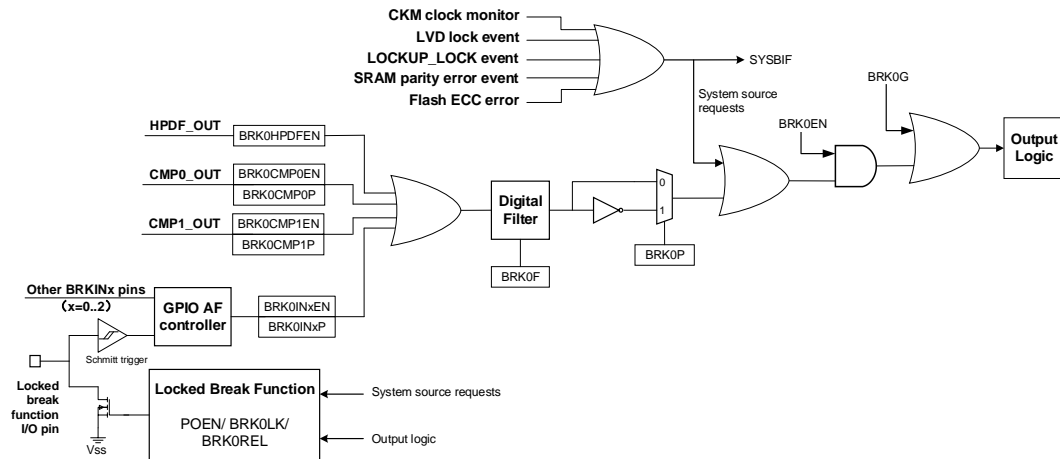 CKM clock monitor
LVD lock event
LOCKUP_LOCK event
SRAM parity error event
Flash ECC error
SYSBIF
System source
requests
BRK0G
BRK0EN
Output
Logic
HPDF_OUT
BRK0HPDFEN
CMP0_OUT
BRK0CMP0EN
BRK0CMP0P
CMP1_OUT
BRK0CMP1EN
BRK0CMP1P
Digital
Filter
BRK0F
0
1
BRK0P
Other BRKINx pins
(x=0..2)
GPIO AF
controller
BRK0INxEN
BRK0INxP
Schmitt trigger
Locked
break
function
I/O pin
Vss
Locked Break Function
POEN/ BRK0LK/
BRK0REL
System source requests
Output logic